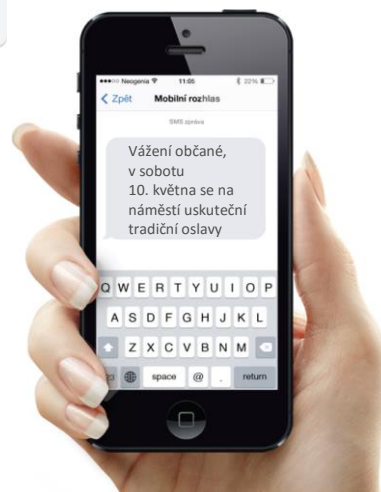 ●●●○○ Neogenia 11:05 22%
Zpět Mobilní rozhlas
SMS zpráva
Vážení občané,
v sobotu
10. května se na
náměstí uskuteční
tradiční oslavy
Q W E R T Y U I O P
A S D F G H J K L
Z X C V B N M
space @ . return